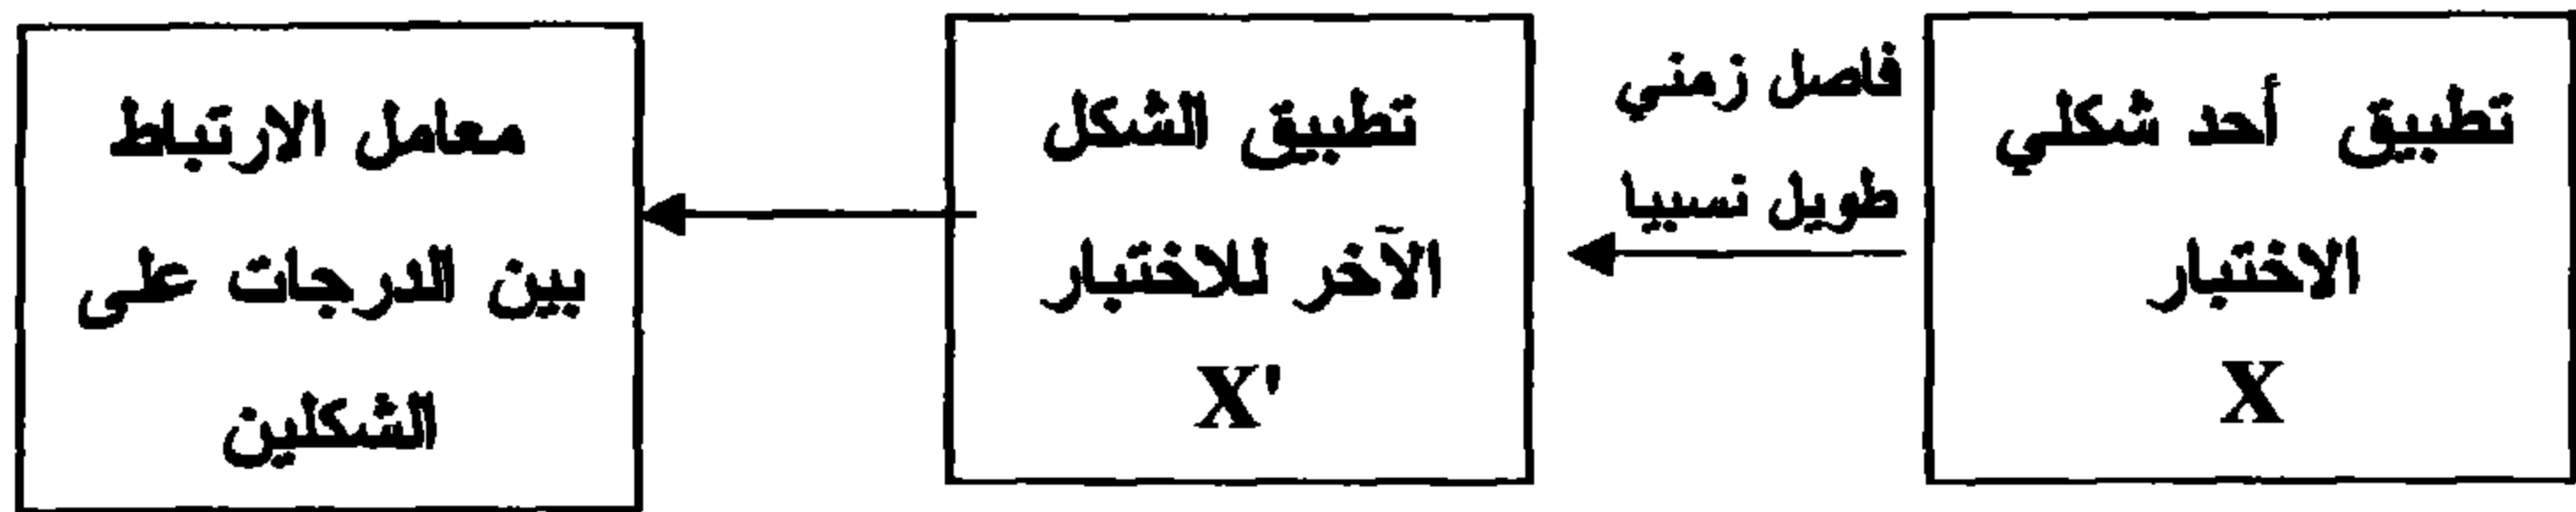 تطبيق أحد شكلي
الاختبار
X
فاصل زمني
طويل نسبيا
تطبيق الشكل
الآخر للاختبار
X'
معامل الارتباط
بين الدرجات على
الشكلين